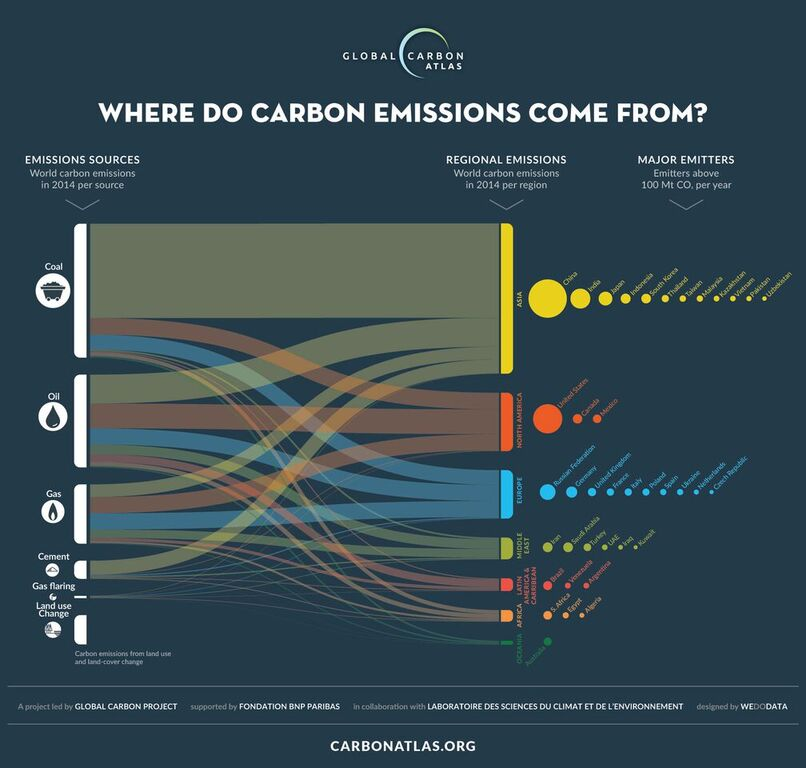 GLOBAL CARBON
ATLAS
WHERE DO CARBON EMISSIONS COME FROM?
EMISSIONS SOURCES
World carbon emissions
in 2014 per source
REGIONAL EMISSIONS
World carbon emissions
in 2014 per region
MAJOR EMITTERS
Emitters above
100 Mt CO, per year
Coal
Oil
Gas
Cement
Gas flaring
Land use
Change
Carbon emissions from land use
and land-cover change
ASIA
China
India
Japan
Indonesia
South Korea
Thailand
Taiwan
Malaysia
Kazakhstan
Vietnam
Pakistan
Uzbekistan
NORTH AMERICA
United States
Canada
Mexico
EUROPE
Russian Federation
Germany
United Kingdom
France
Italy
Poland
Spain
Ukraine
Netherlands
Czech Republic
MIDDLE
EAST
Iran
Saudi Arabia
Turkey
UAE
Iraq
Kuwait
LATIN
AMERICA &
CARRIBEAN
Brazil
Venezuela
Argentina
AFRICA
S. Africa
Egypt
Algeria
OCEANIA
Australia
A project led by GLOBAL CARBON PROJECT supported by FONDATION BNP PARIBAS in collaboration with LABORATOIRE DES SCIENCES DU CLIMAT ET DE L'ENVIRONNEMENT designed by WEDODATA
CARBONATLAS.ORG